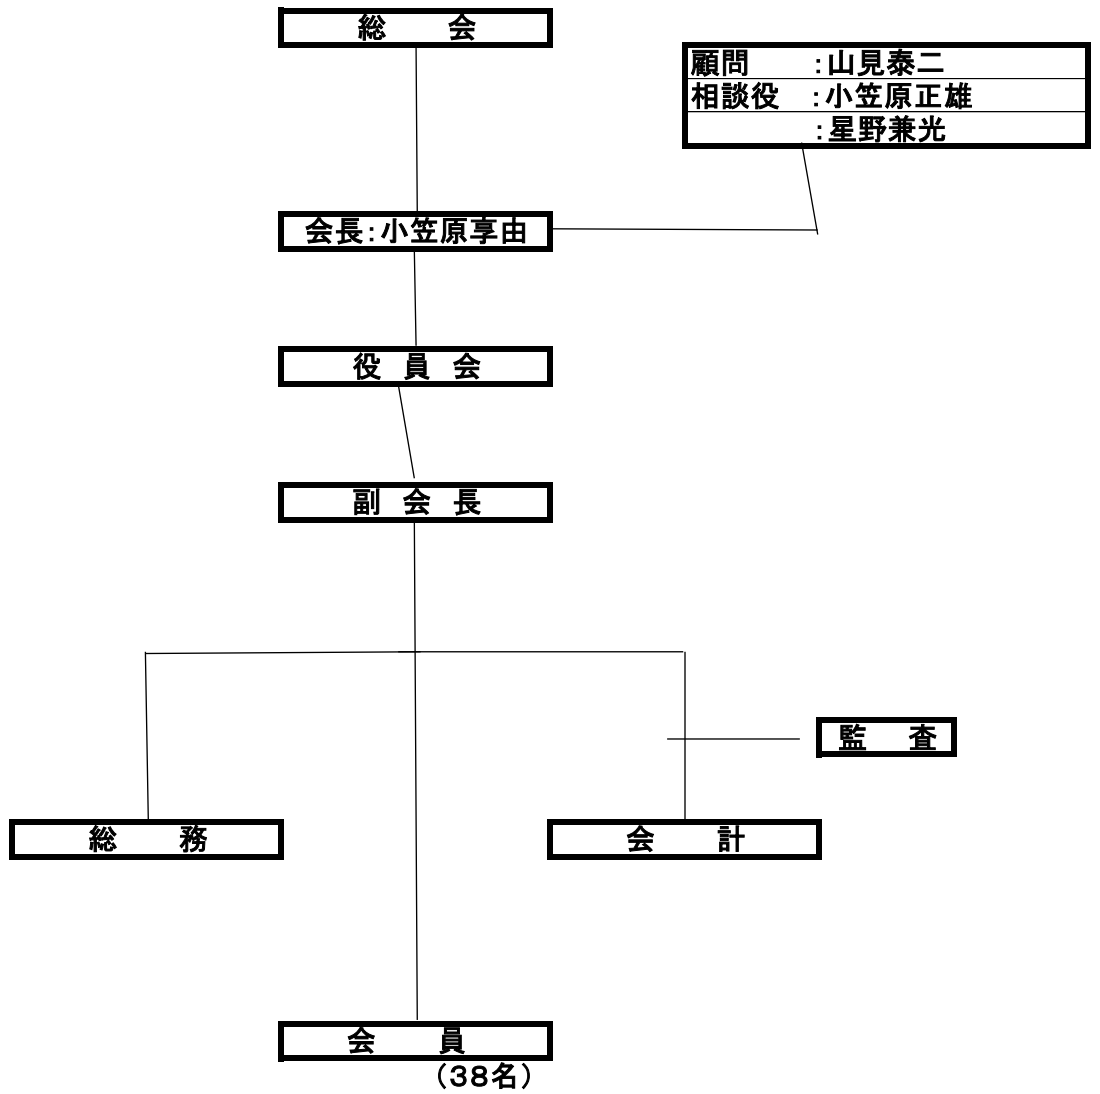 総　会
顧問　：山見泰二
相談役　：小笠原正雄
：星野兼光
会長：小笠原享由
役 員 会
副 会 長
監　査
総　務
会　計
会　員
（３８名）